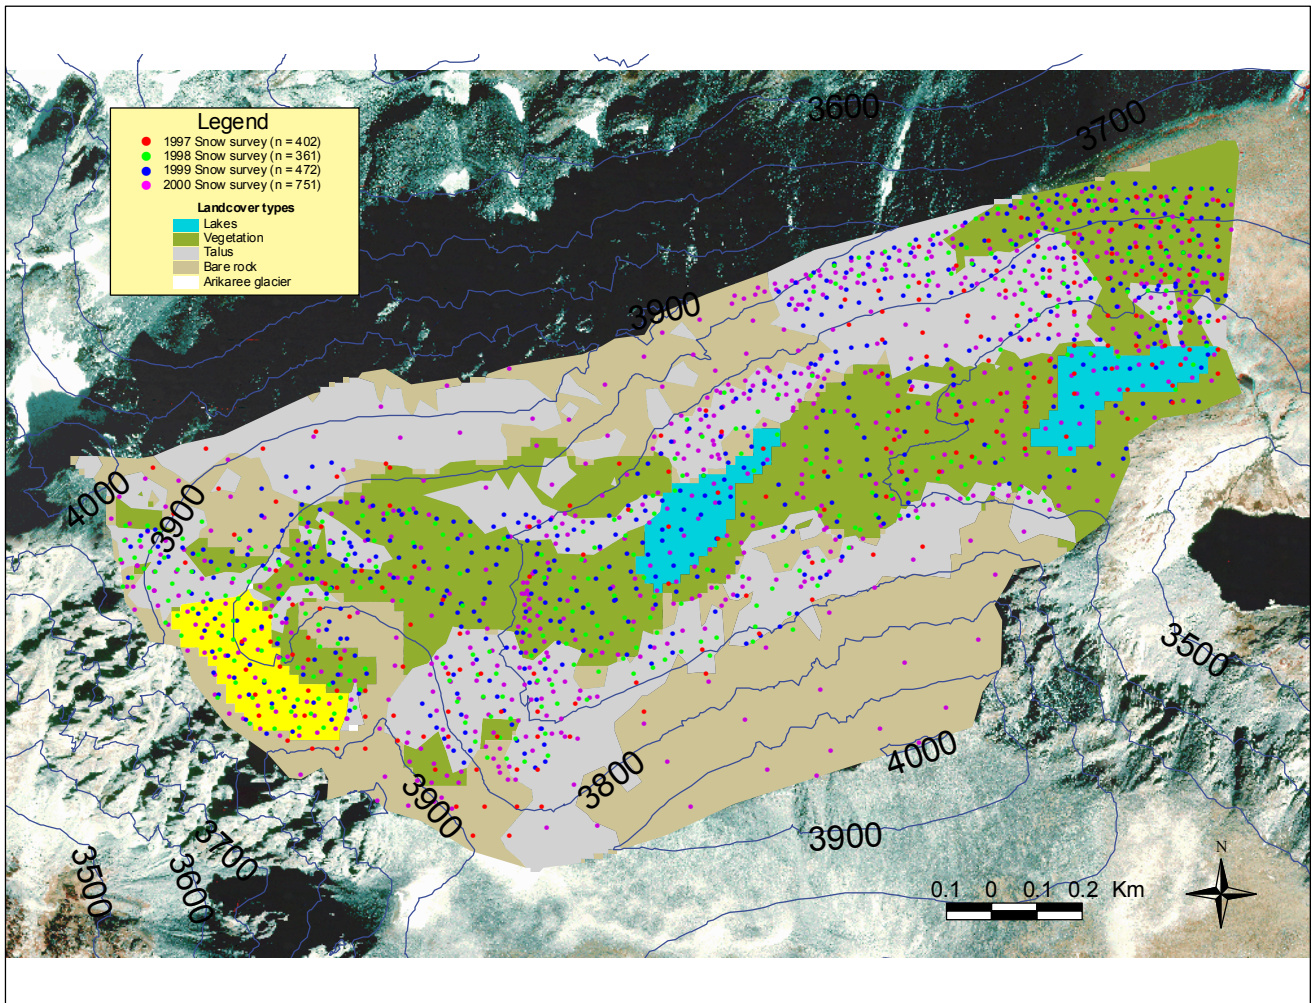 Legend
1997 Snow survey (n = 402)
1998 Snow survey (n = 361)
1999 Snow survey (n = 472)
2000 Snow survey (n = 751)
Landcover types
Lakes
Vegetation
Talus
Bare rock
Arikaree glacier
3600
3700
3900
4000
3900
3500
3800
4000
3900
3900
3700
3600
3500
0.1 0 0.1 0.2 Km
N